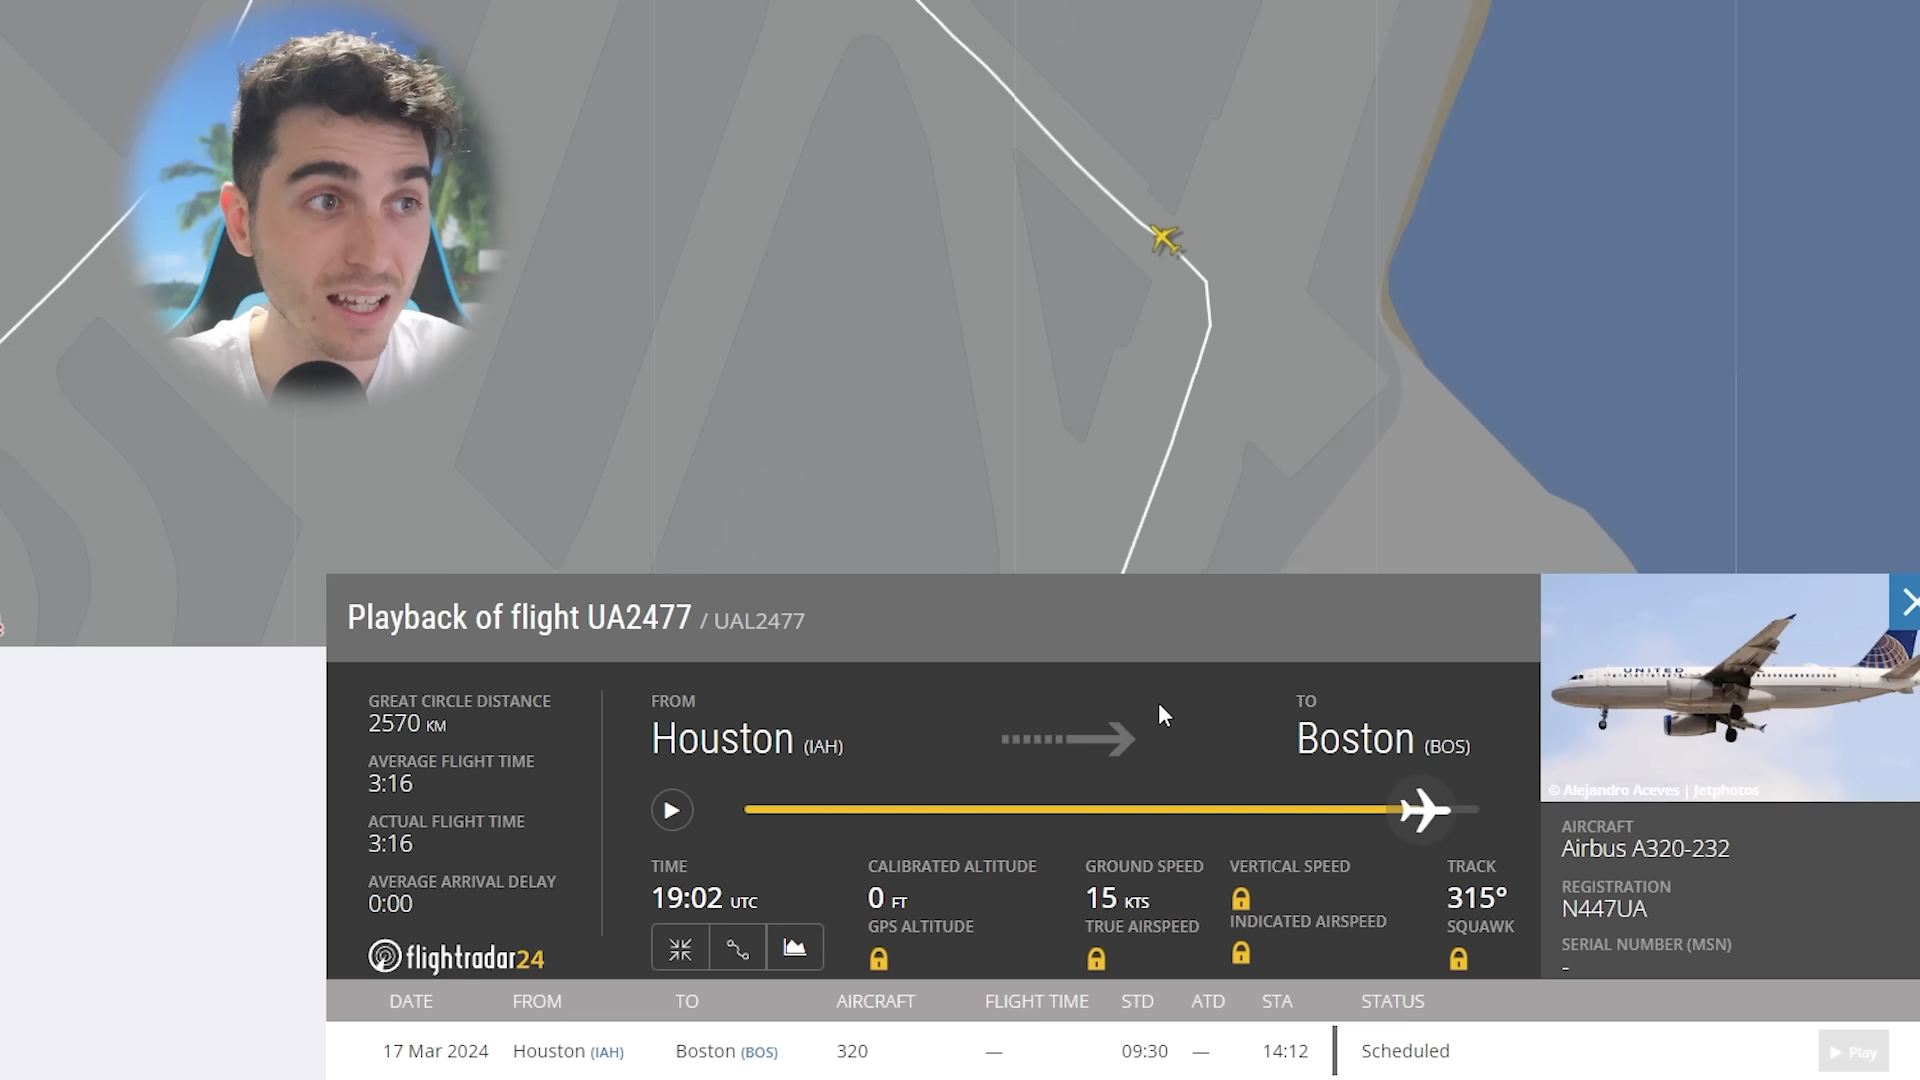 Playback of flight UA2477 / UAL2477
GREAT CIRCLE DISTANCE
2570 KM
AVERAGE FLIGHT TIME
3:16
ACTUAL FLIGHT TIME
3:16
AVERAGE ARRIVAL DELAY
0:00
flightradar24
FROM
Houston (IAH)
TO
Boston (BOS)
TIME
19:02 UTC
CALIBRATED ALTITUDE
0 FT
GPS ALTITUDE
GROUND SPEED
15 KTS
TRUE AIRSPEED
VERTICAL SPEED
INDICATED AIRSPEED
TRACK
315°
SQUAWK
UNITED
© Alejandro Aceves | Jetphotos
AIRCRAFT
Airbus A320-232
REGISTRATION
N447UA
SERIAL NUMBER (MSN)
-
DATE FROM TO AIRCRAFT FLIGHT TIME STD ATD STA STATUS
17 Mar 2024 Houston (IAH) Boston (BOS) 320 — 09:30 — 14:12 Scheduled Play